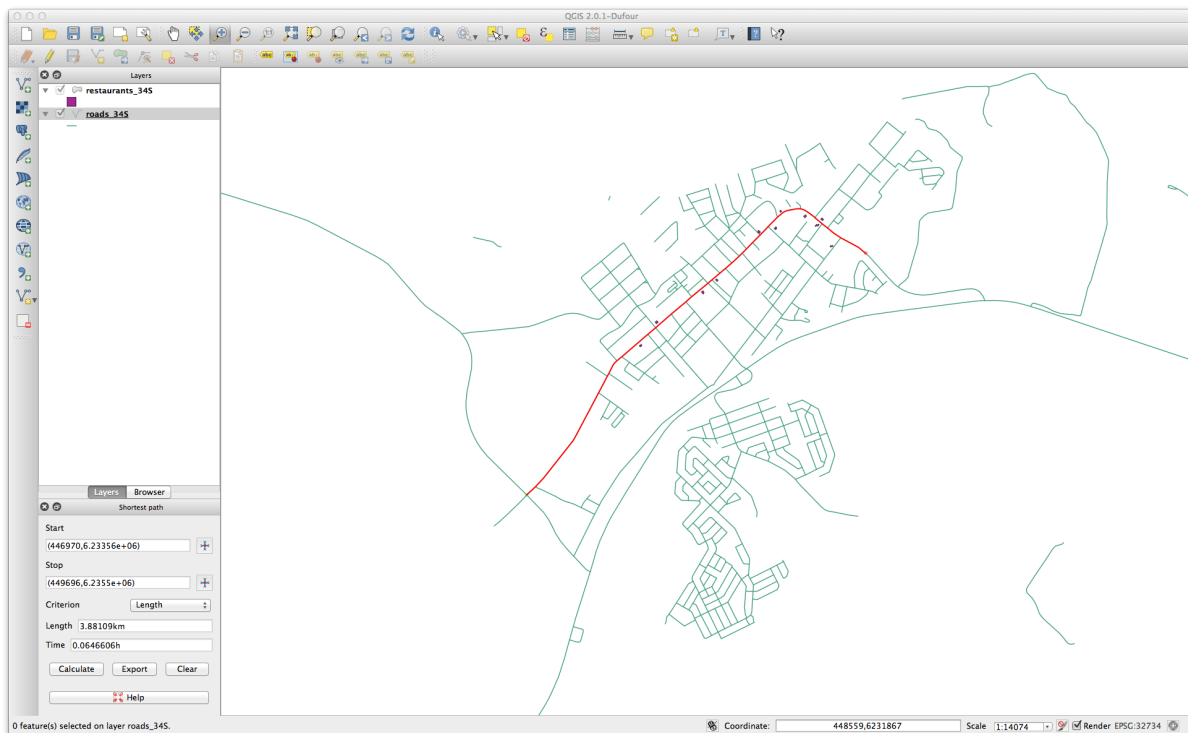 QGIS 2.0.1-Dufour
Layers
restaurants_34S
roads_34S
Layers Browser
Shortest path
Start
(446970,6.23356e+06)
Stop
(449696,6.2355e+06)
Criterion Length
Length 3.88109km
Time 0.0646606h
Calculate Export Clear
Help
0 feature(s) selected on layer roads_34S.
Coordinate: 448559,6231867 Scale 1:14074 Render EPSG:32734